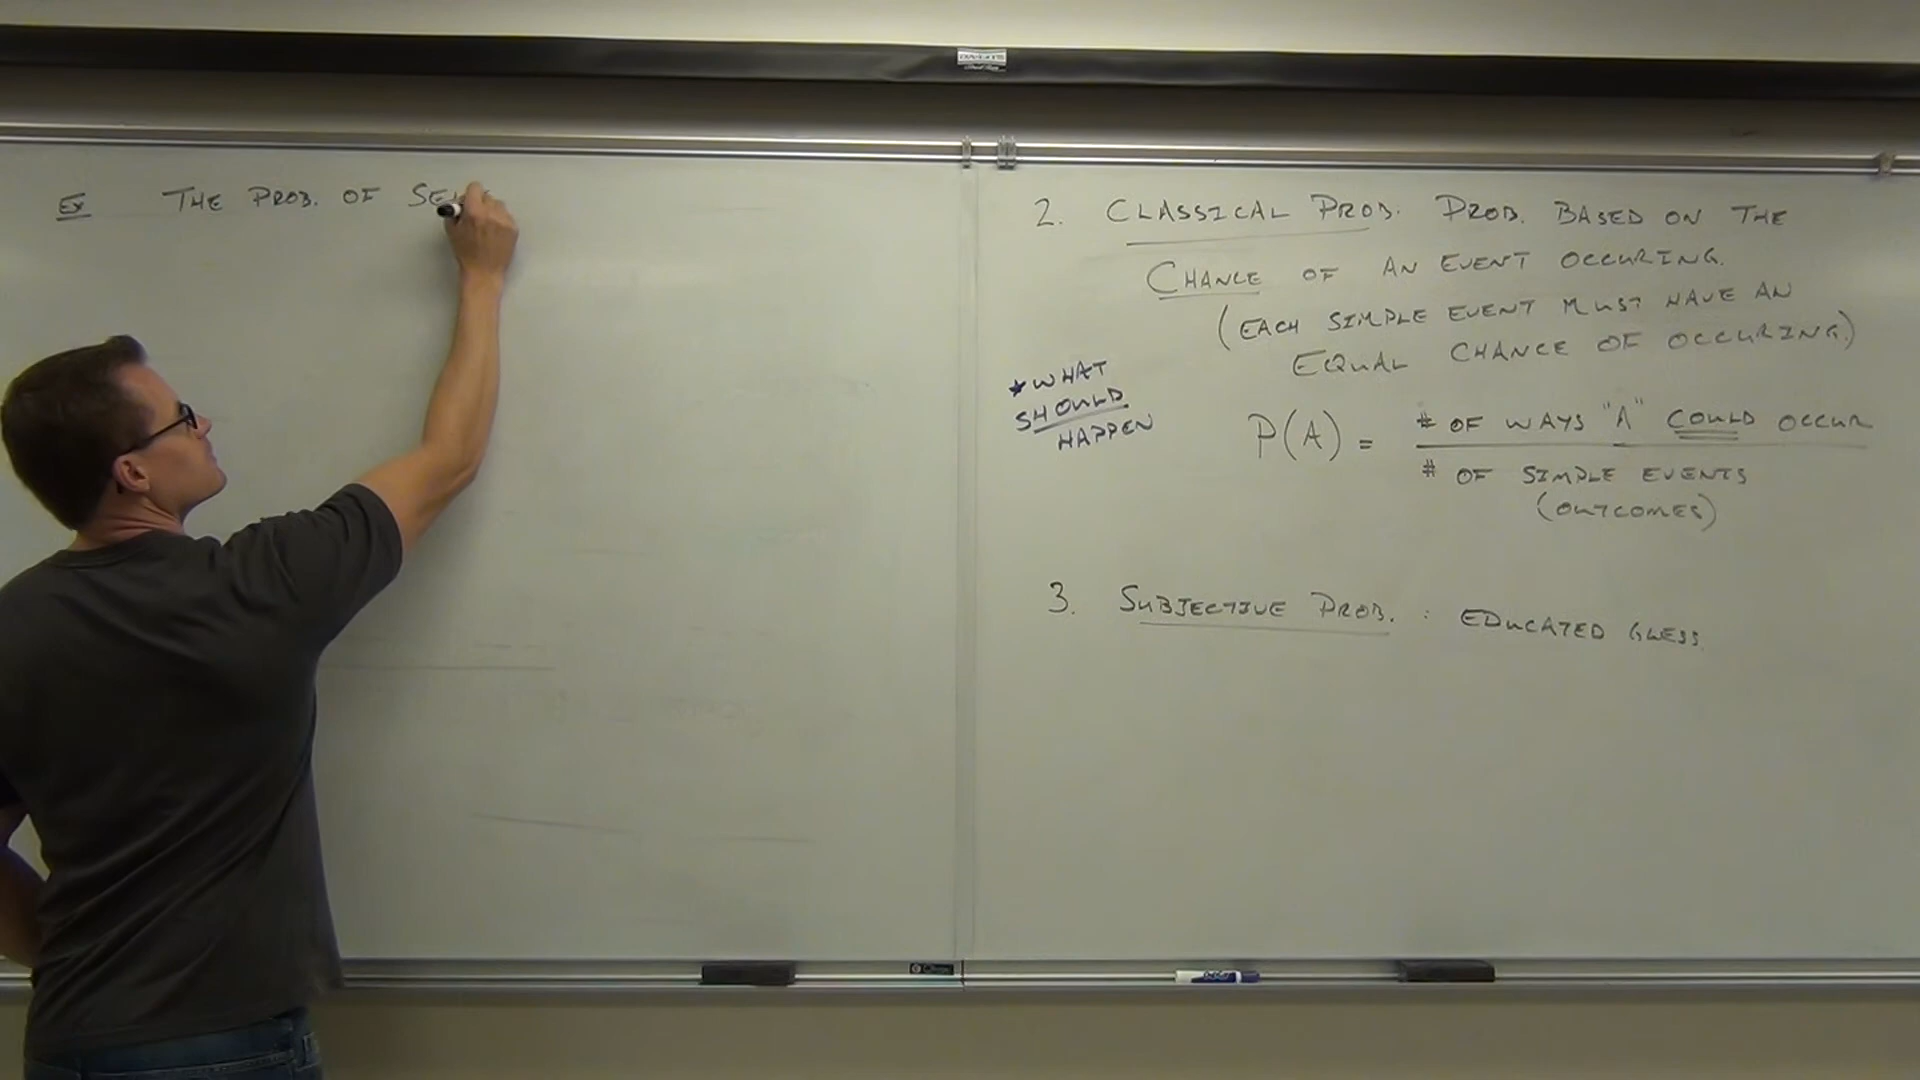 Ex THE PROB. OF
2. CLASSICAL PROB. PROB. BASED ON THE
CHANCE OF AN EVENT OCCURING.
(EACH SIMPLE EVENT MUST HAVE AN
EQUAL CHANCE OF OCCURING.)
★ WHAT
SHOULD
HAPPEN
P(A) =
# OF WAYS "A" COULD OCCUR
# OF SIMPLE EVENTS
(OUTCOMES)
3. SUBJECTIVE PROB. : EDUCATED GUESS.